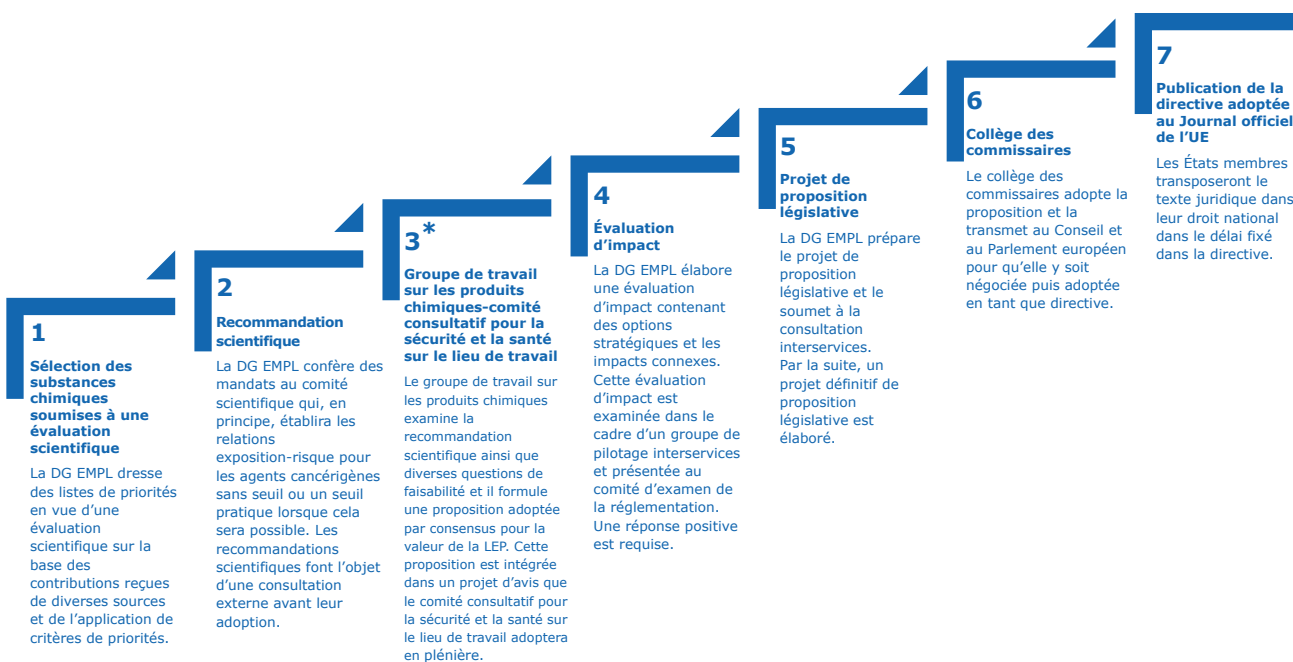 1
Sélection des
substances
chimiques
soumises à une
évaluation
scientifique
La DG EMPL dresse
des listes de priorités
en vue d’une
évaluation
scientifique sur la
base des
contributions reçues
de diverses sources
et de l’application de
critères de priorités.
2
Recommandation
scientifique
La DG EMPL confère des
mandats au comité
scientifique qui, en
principe, établira les
relations
exposition-risque pour
les agents cancérigènes
sans seuil ou un seuil
pratique lorsque cela
sera possible. Les
recommandations
scientifiques font l’objet
d’une consultation
externe avant leur
adoption.
3*
Groupe de travail
sur les produits
chimiques-comité
consultatif pour la
sécurité et la santé
sur le lieu de travail
Le groupe de travail sur
les produits chimiques
examine la
recommandation
scientifique ainsi que
diverses questions de
faisabilité et il formule
une proposition adoptée
par consensus pour la
valeur de la LEP. Cette
proposition est intégrée
dans un projet d’avis que
le comité consultatif pour
la sécurité et la santé sur
le lieu de travail adoptera
en plénière.
4
Évaluation
d’impact
La DG EMPL élabore
une évaluation
d’impact contenant
des options
stratégiques et les
impacts connexes.
Cette évaluation
d’impact est
examinée dans le
cadre d’un groupe de
pilotage interservices
et présentée au
comité d’examen de
la réglementation.
Une réponse positive
est requise.
5
Projet de
proposition
législative
La DG EMPL prépare
le projet de
proposition
législative et le
soumet à la
consultation
interservices.
Par la suite, un
projet définitif de
proposition
législative est
élaboré.
6
Collège des
commissaires
Le collège des
commissaires adopte la
proposition et la
transmet au Conseil et
au Parlement européen
pour qu’elle y soit
négociée puis adoptée
en tant que directive.
7
Publication de la
directive adoptée
au Journal officiel
de l’UE
Les États membres
transposeront le
texte juridique dans
leur droit national
dans le délai fixé
dans la directive.